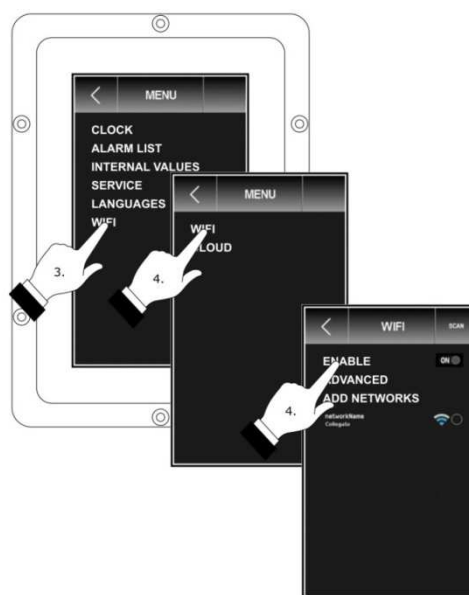 MENU
CLOCK
ALARM LIST
INTERNAL VALUES
SERVICE
LANGUAGES
WIFI
3.
MENU
WIFI
CLOUD
4.
WIFI
SCAN
ENABLE
ON
ADVANCED
ADD NETWORKS
networkName
Collegato
4.